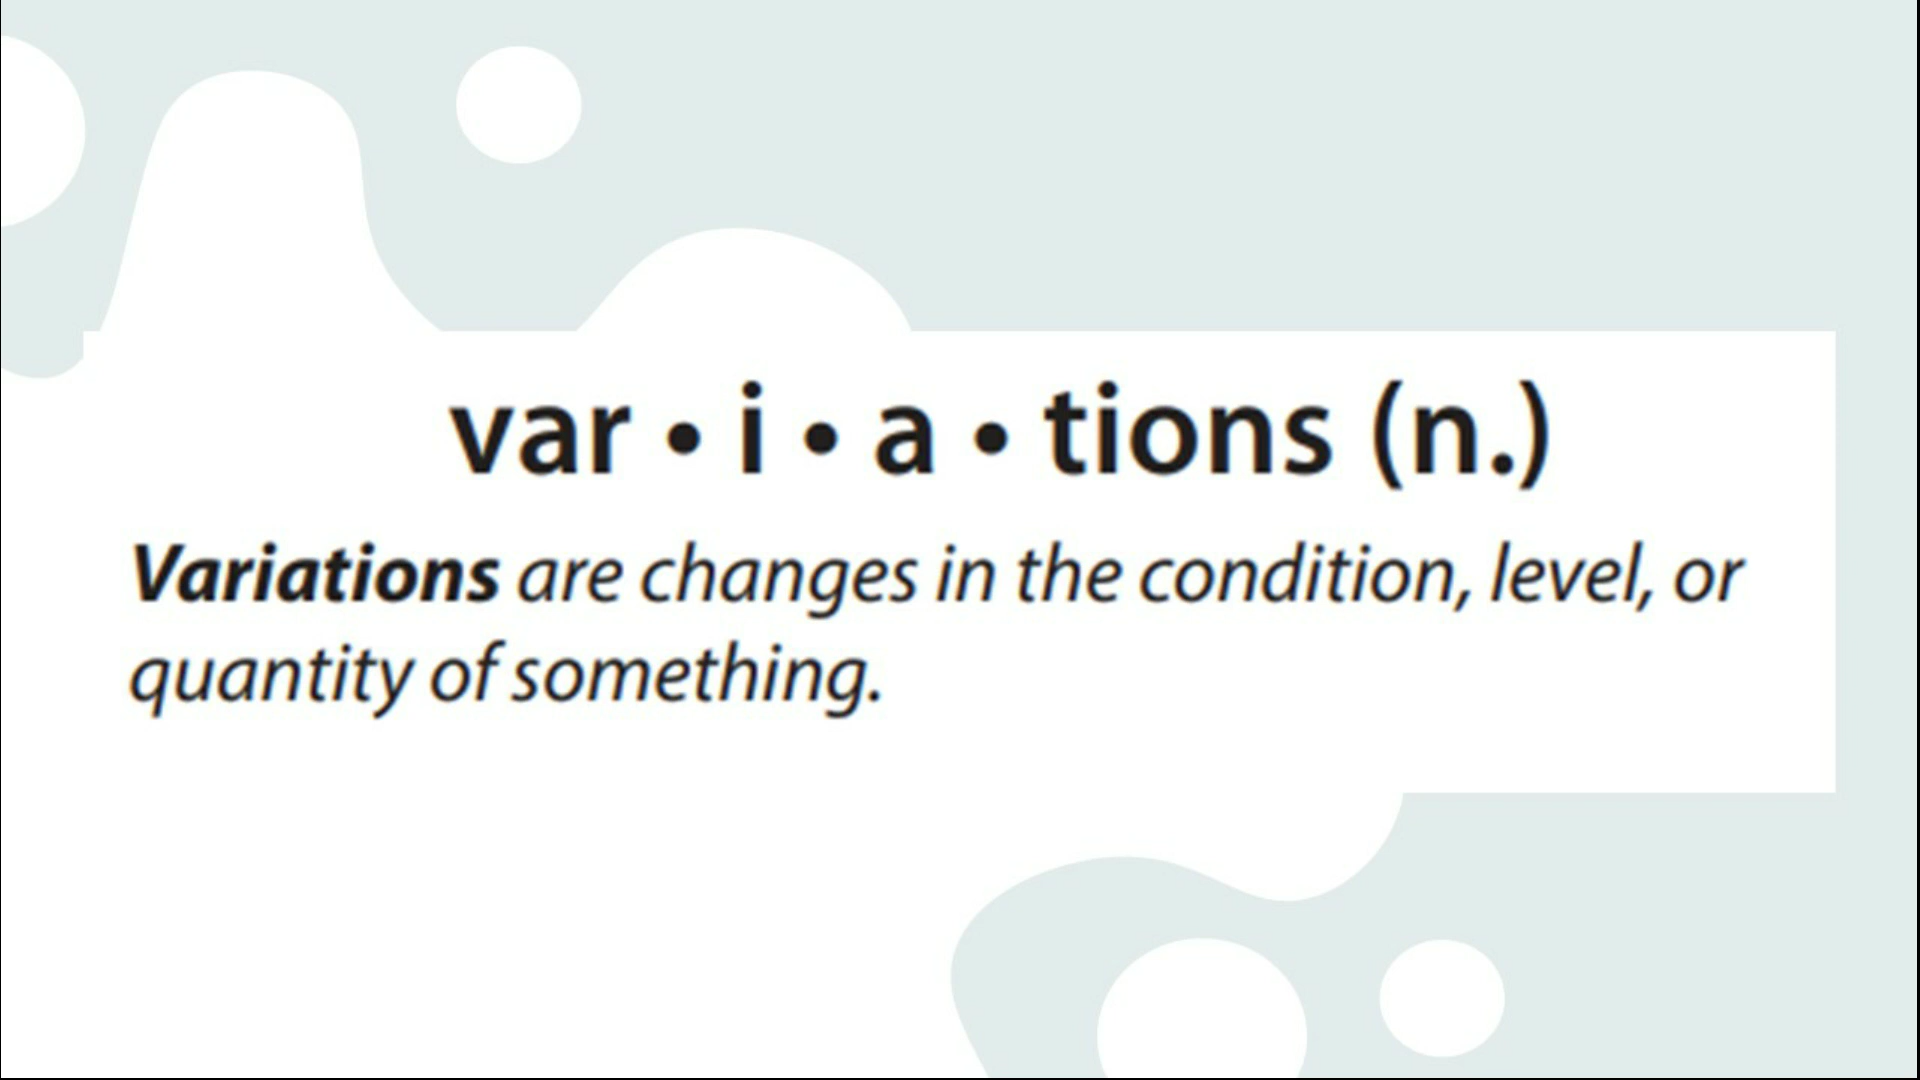 var • i • a • tions (n.)
Variations are changes in the condition, level, or
quantity of something.